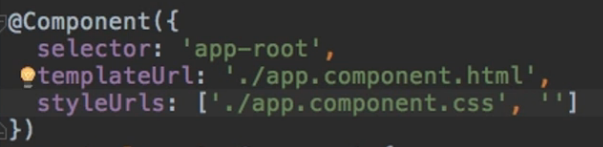 @Component({
selector: 'app-root',
templateUrl: './app.component.html',
styleUrls: ['./app.component.css', '']
})